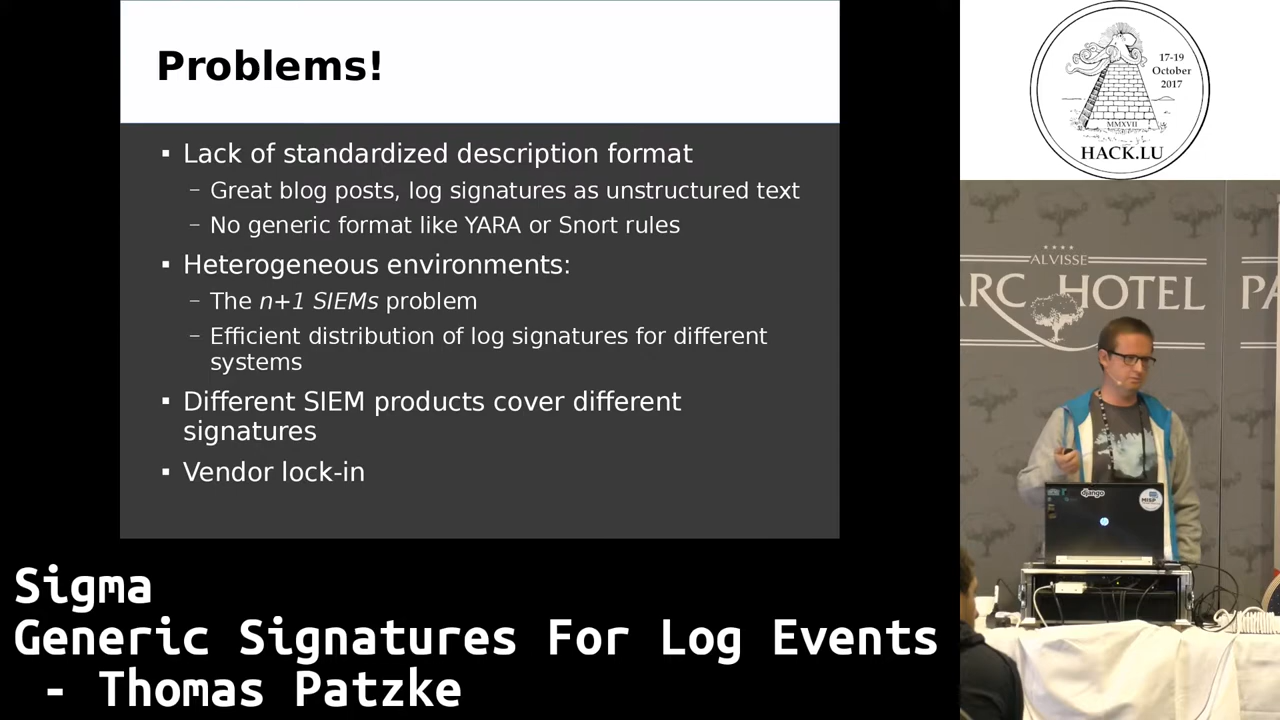 Problems!
▪ Lack of standardized description format
– Great blog posts, log signatures as unstructured text
– No generic format like YARA or Snort rules
▪ Heterogeneous environments:
– The n+1 SIEMs problem
– Efficient distribution of log signatures for different
systems
▪ Different SIEM products cover different
signatures
▪ Vendor lock-in
Sigma
Generic Signatures For Log Events
- Thomas Patzke
17-19
October
2017
MMXVII
HACK.LU
ALVISSE
ARC HOTEL
PA
django
MISP
hp